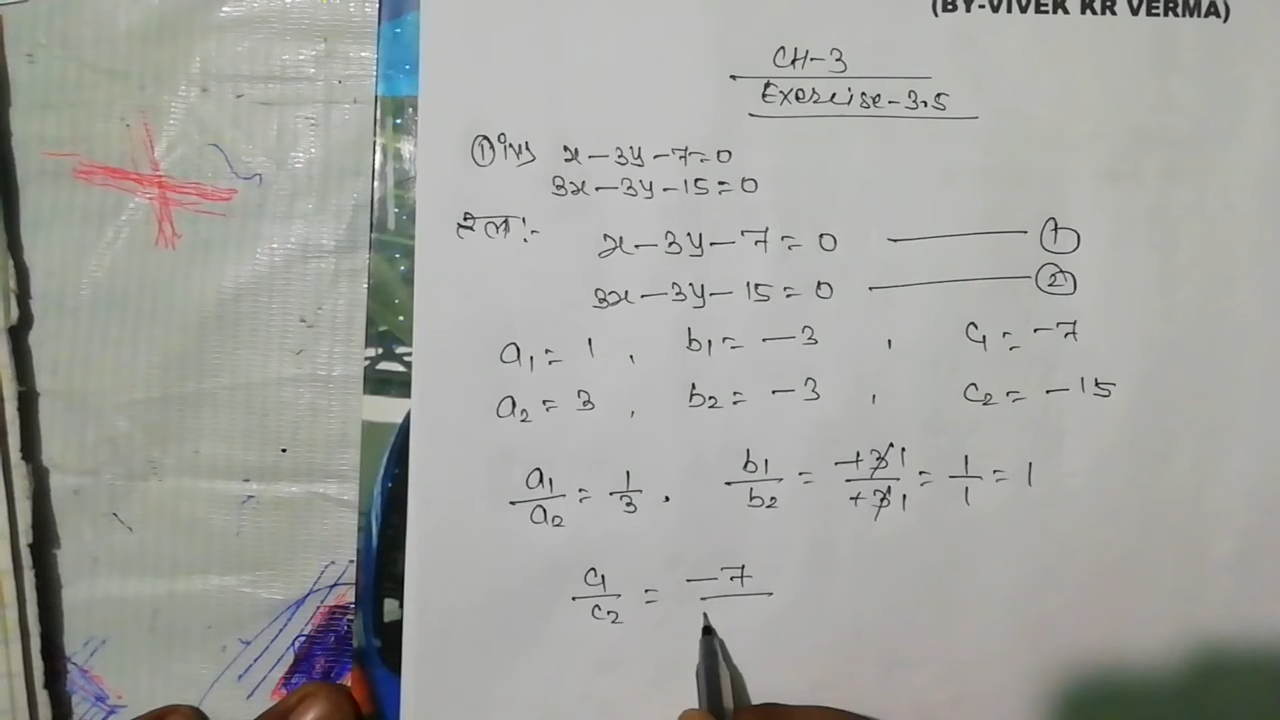 (BY-VIVEK KR VERMA)
CH-3
Exercise-3.5
① (iv) x-3y-7=0
3x-3y-15=0
हल:-
x-3y-7=0 ①
3x-3y-15=0 ②
a₁=1, b₁=-3, c₁=-7
a₂=3, b₂=-3, c₂=-15
a₁/a₂ = 1/3, b₁/b₂ = -3/-3 = 1/1 = 1
c₁/c₂ = -7